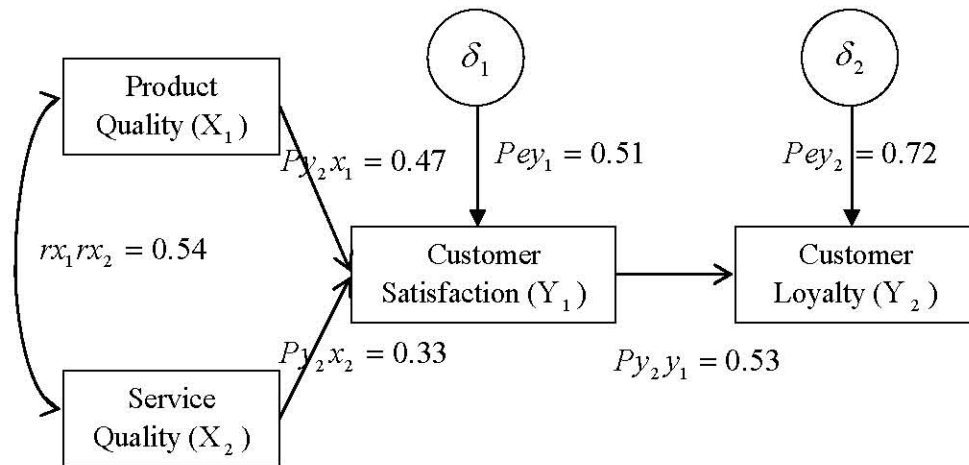 δ₁
δ₂
Product
Quality (X₁)
Py₂x₁ = 0.47
Pey₁ = 0.51
Pey₂ = 0.72
rx₁rx₂ = 0.54
Customer
Satisfaction (Y₁)
Customer
Loyalty (Y₂)
Py₂x₂ = 0.33
Py₂y₁ = 0.53
Service
Quality (X₂)